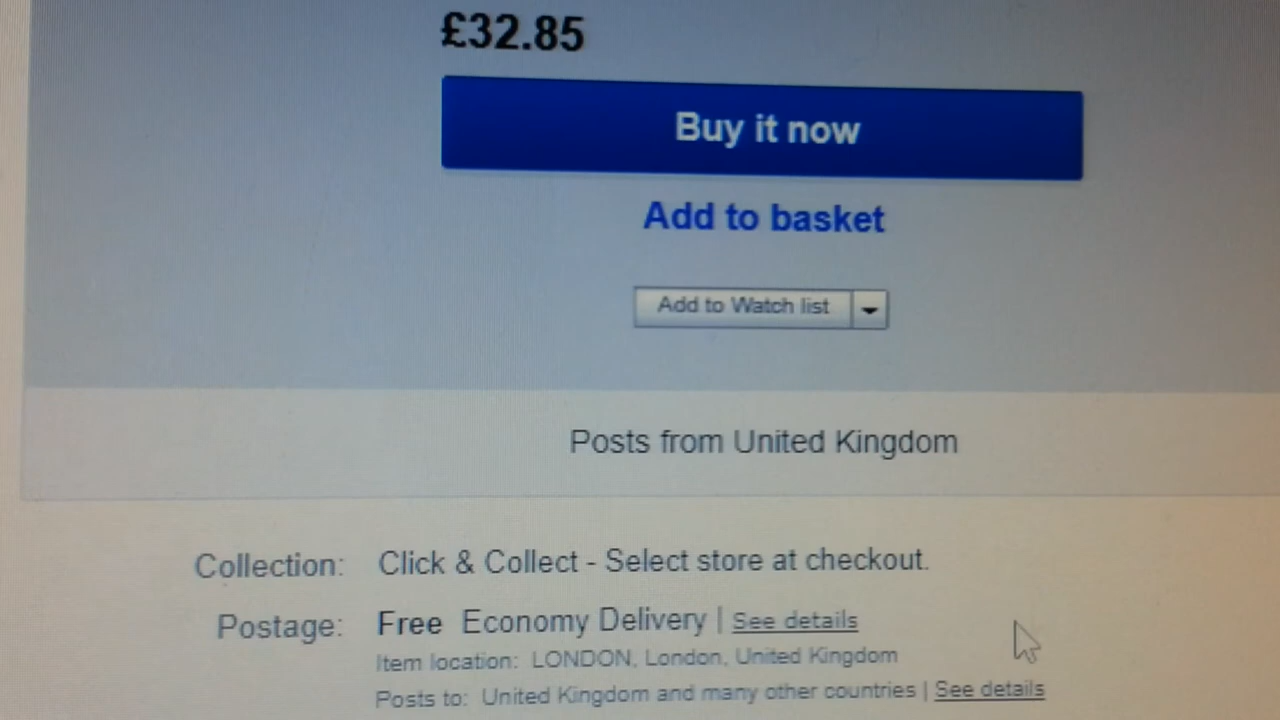 £32.85
Buy it now
Add to basket
Add to Watch list
Posts from United Kingdom
Collection: Click & Collect - Select store at checkout.
Postage: Free Economy Delivery | See details
Item location: LONDON, London, United Kingdom
Posts to: United Kingdom and many other countries | See details